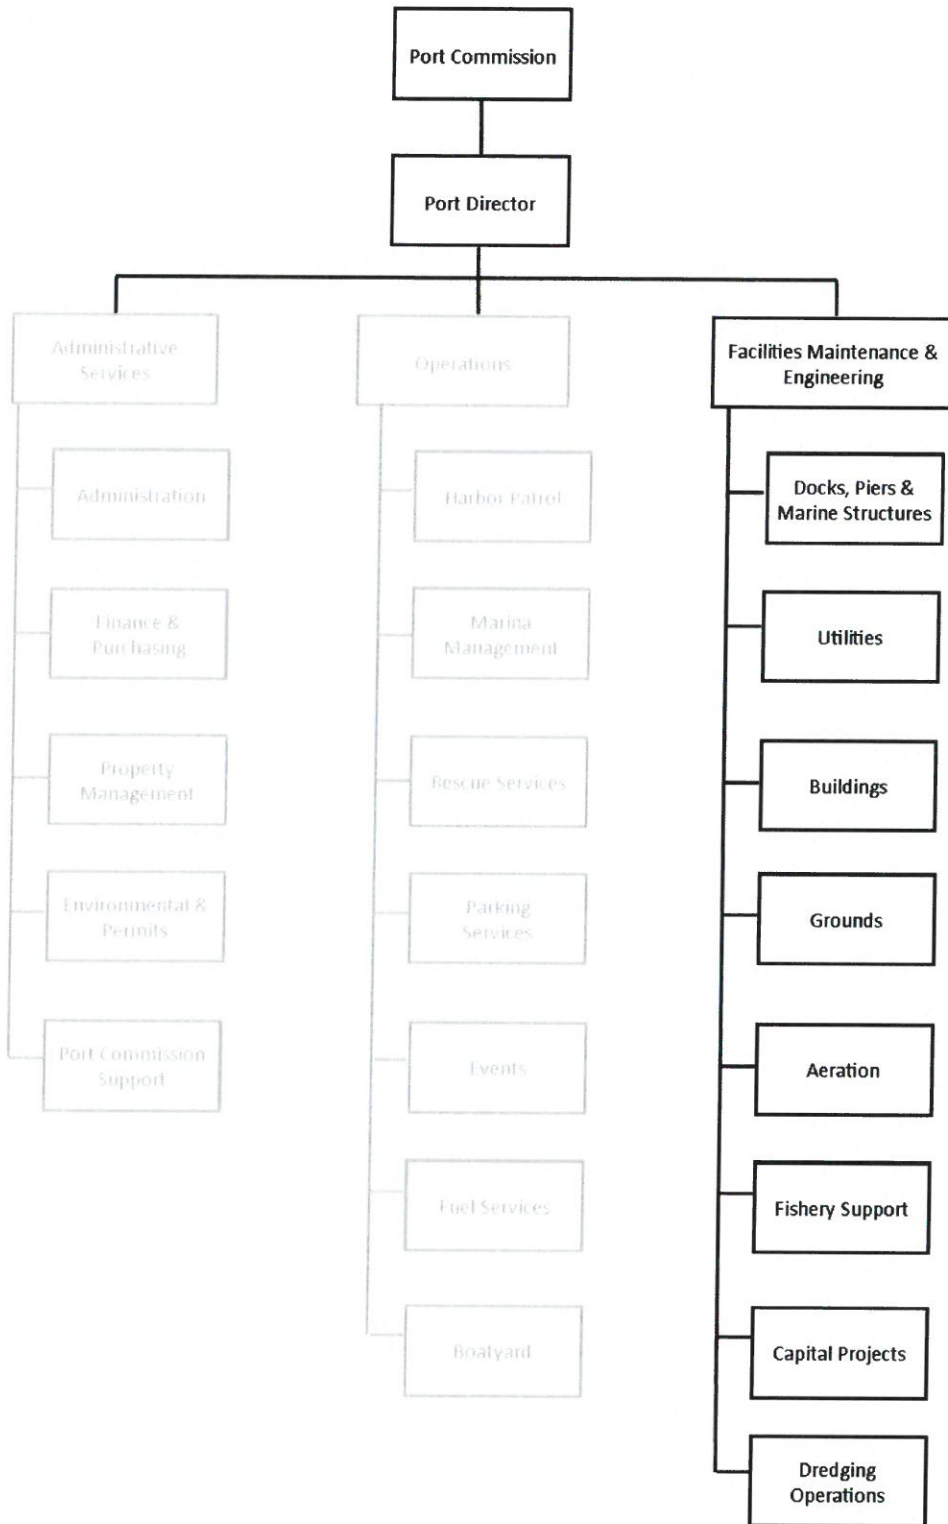 Port Commission
Port Director
Administrative
Services
Operations
Facilities Maintenance &
Engineering
Administration
Finance &
Purchasing
Property
Management
Environmental &
Permits
Port Commission
Support
Harbor Patrol
Marina
Management
Rescue Services
Parking
Services
Events
Fuel Services
Boatyard
Docks, Piers &
Marine Structures
Utilities
Buildings
Grounds
Aeration
Fishery Support
Capital Projects
Dredging
Operations